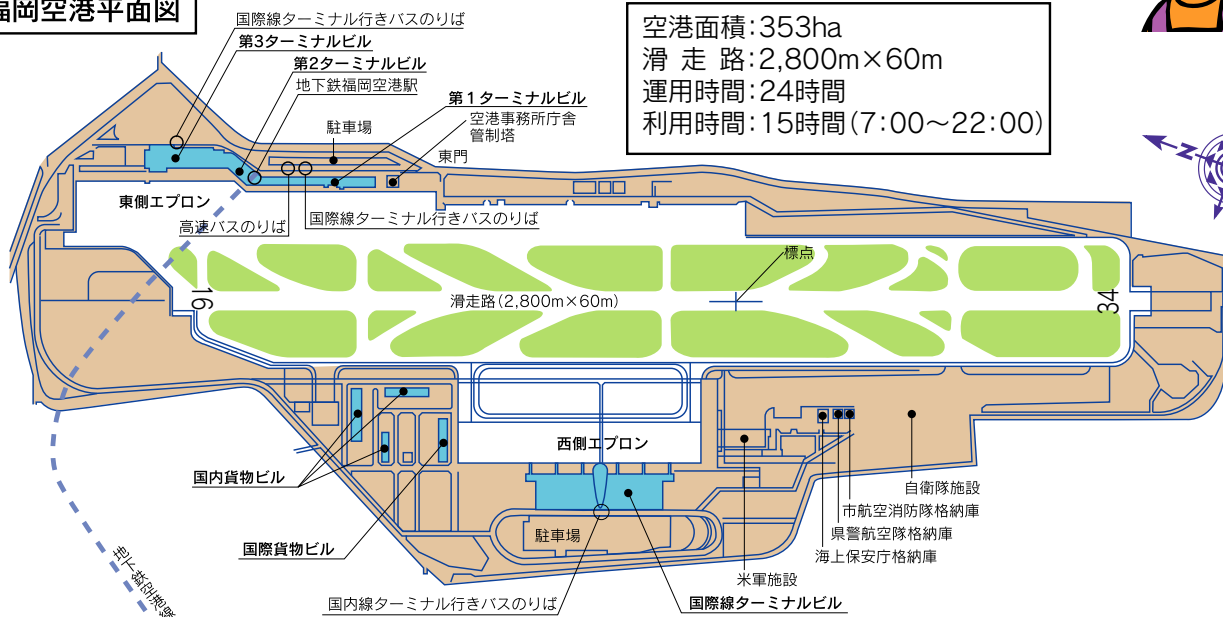 福岡空港平面図
空港面積:353ha
滑走路:2,800m×60m
運用時間:24時間
利用時間:15時間(7:00〜22:00)
国際線ターミナル行きバスのりば
第3ターミナルビル
第2ターミナルビル
地下鉄福岡空港駅
第1ターミナルビル
空港事務所庁舎
管制塔
駐車場
東門
N
東側エプロン
高速バスのりば
国際線ターミナル行きバスのりば
標点
16
滑走路(2,800m×60m)
34
西側エプロン
国内貨物ビル
国際貨物ビル
駐車場
自衛隊施設
市航空消防隊格納庫
県警航空隊格納庫
海上保安庁格納庫
米軍施設
地下鉄空港線
国内線ターミナル行きバスのりば
国際線ターミナルビル